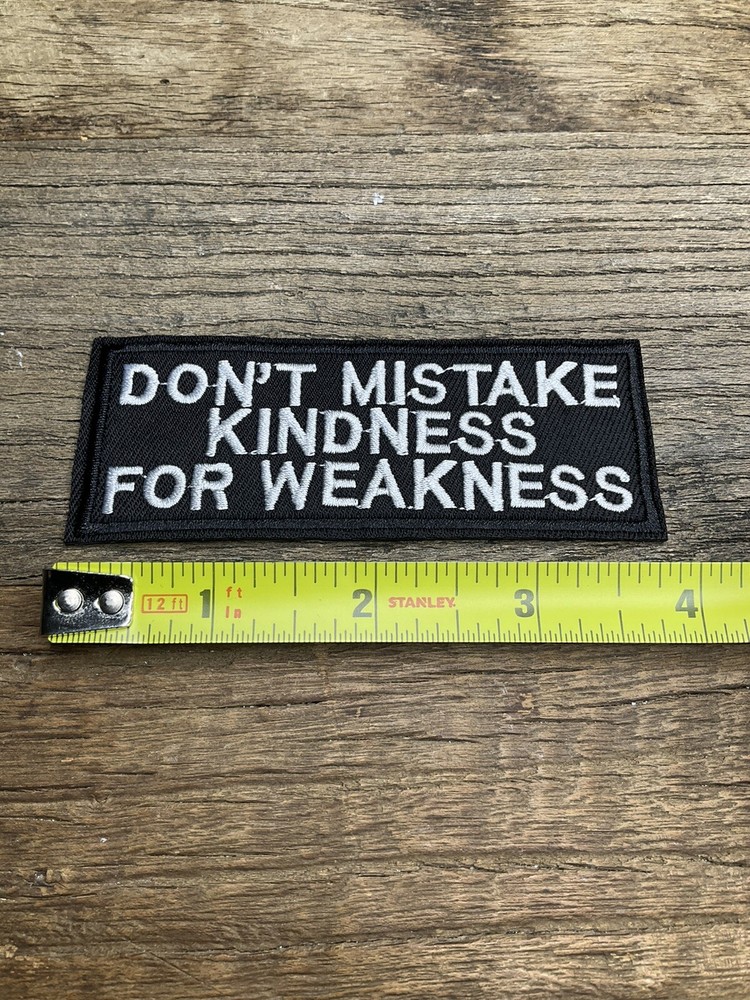 DON'T MISTAKE
KINDNESS
FOR WEAKNESS
12 ft 1 ft 2 STANLEY 3 4
in